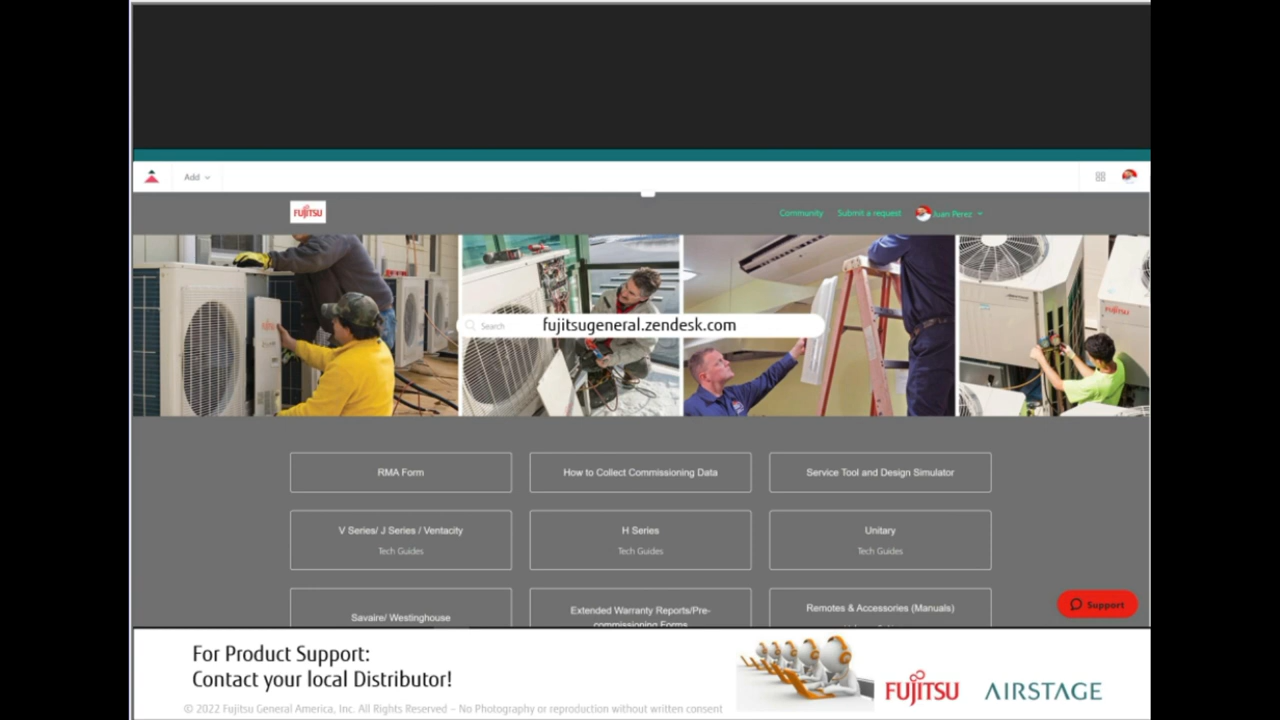 Add
FUJITSU
Community Submit a request Juan Perez
Search fujitsugeneral.zendesk.com
RMA Form
How to Collect Commissioning Data
Service Tool and Design Simulator
V Series/ J Series / Ventacity
Tech Guides
H Series
Tech Guides
Unitary
Tech Guides
Savaire/ Westinghouse
Extended Warranty Reports/Pre-
commissioning Forms
Remotes & Accessories (Manuals)
Support
For Product Support:
Contact your local Distributor!
FUJITSU AIRSTAGE
© 2022 Fujitsu General America, Inc. All Rights Reserved – No Photography or reproduction without written consent